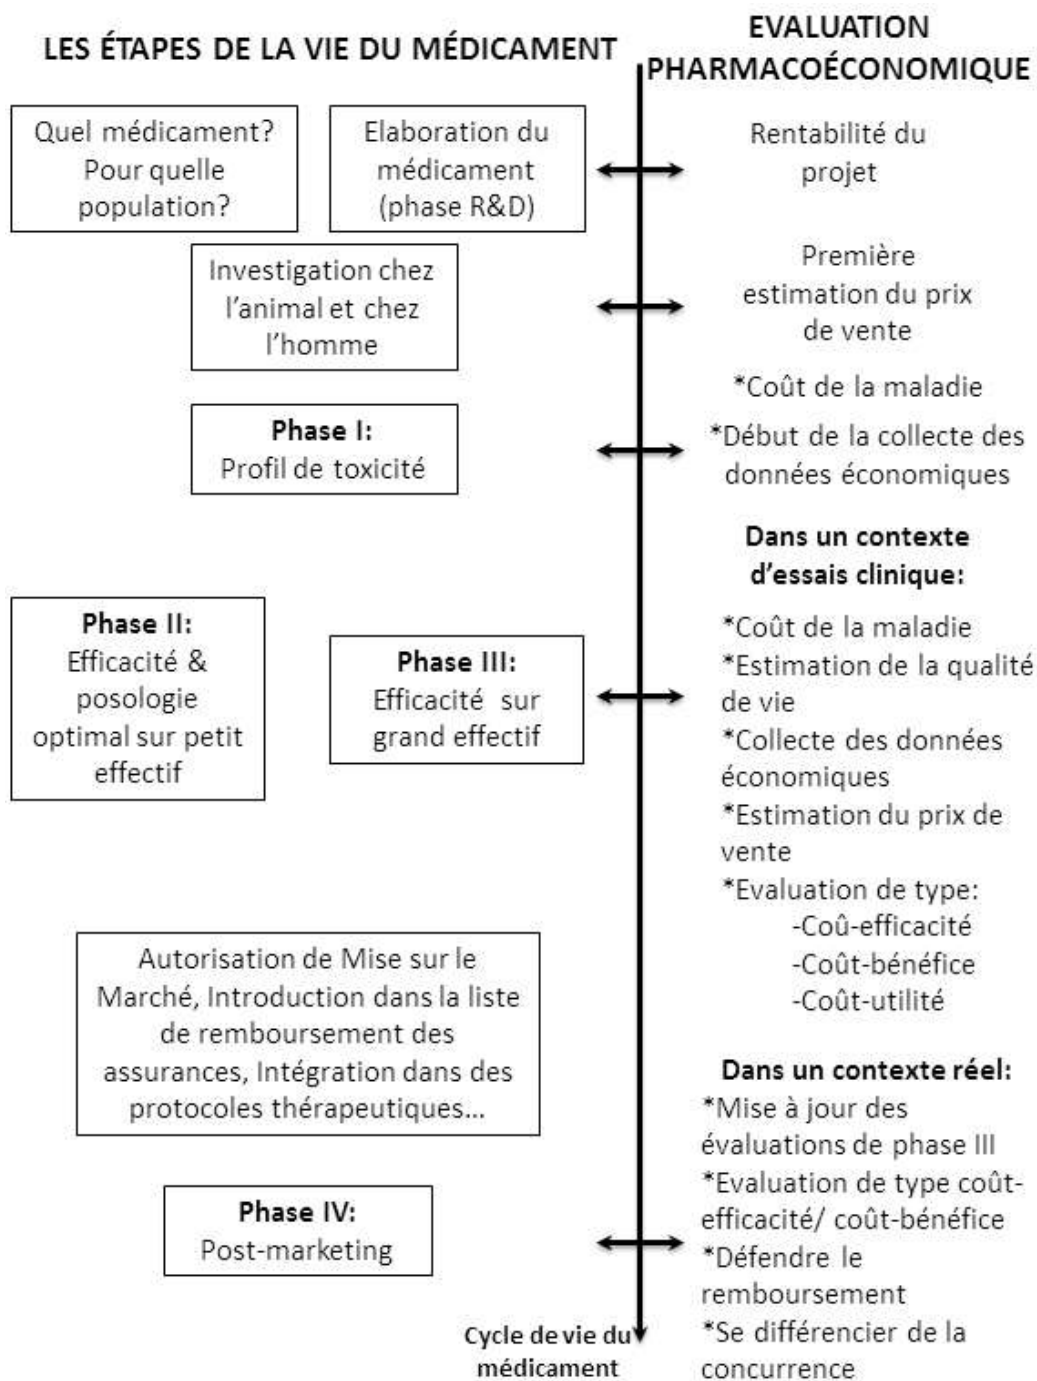 LES ÉTAPES DE LA VIE DU MÉDICAMENT
EVALUATION
PHARMACOÉCONOMIQUE
Quel médicament?
Pour quelle
population?
Elaboration du
médicament
(phase R&D)
Rentabilité du
projet
Investigation chez
l'animal et chez
l'homme
Première
estimation du prix
de vente
*Coût de la maladie
Phase I:
Profil de toxicité
*Début de la collecte des
données économiques
Dans un contexte
d'essais clinique:
Phase II:
Efficacité &
posologie
optimal sur petit
effectif
Phase III:
Efficacité sur
grand effectif
*Coût de la maladie
*Estimation de la qualité
de vie
*Collecte des données
économiques
*Estimation du prix de
vente
*Evaluation de type:
-Coû-efficacité
-Coût-bénéfice
-Coût-utilité
Autorisation de Mise sur le
Marché, Introduction dans la liste
de remboursement des
assurances, Intégration dans des
protocoles thérapeutiques...
Dans un contexte réel:
*Mise à jour des
évaluations de phase III
*Evaluation de type coût-
efficacité/ coût-bénéfice
*Défendre le
remboursement
*Se différencier de la
concurrence
Phase IV:
Post-marketing
Cycle de vie du
médicament